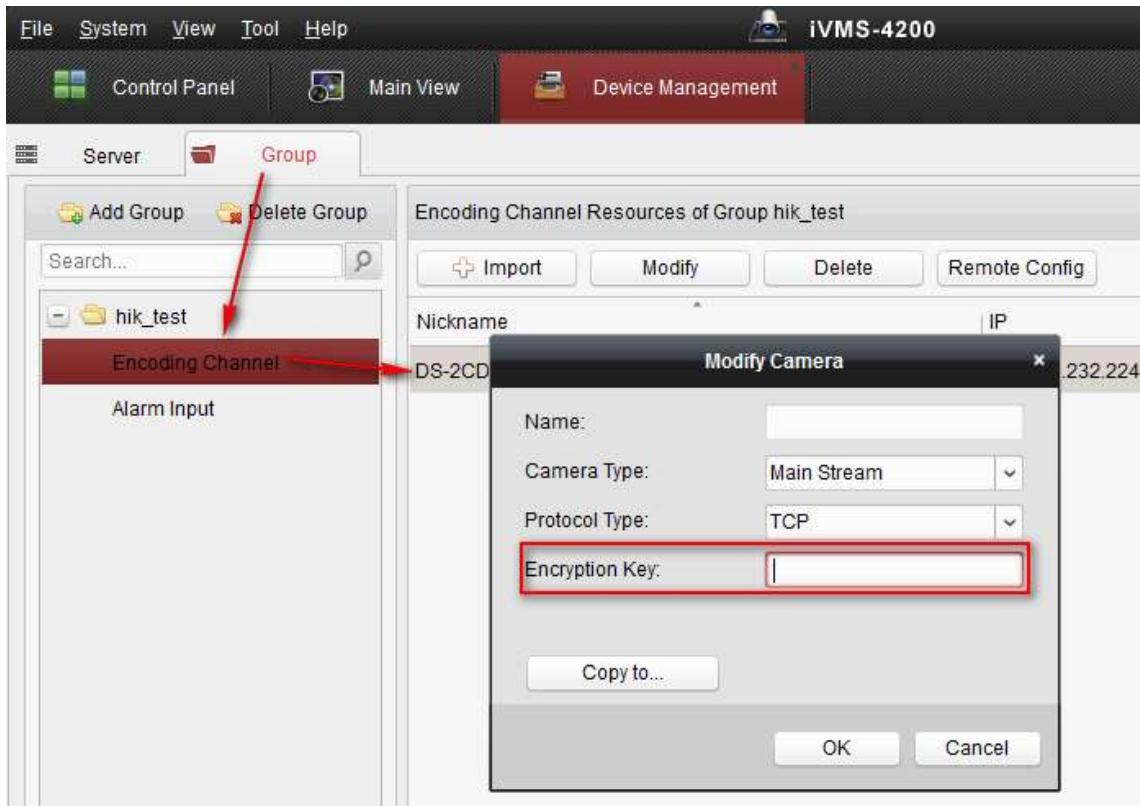 File System View Tool Help iVMS-4200
Control Panel Main View Device Management
Server Group
Add Group Delete Group
Encoding Channel Resources of Group hik_test
Search...
Import Modify Delete Remote Config
hik_test
Nickname IP
Encoding Channel
DS-2CD .232.224
Alarm Input
Modify Camera ×
Name:
Camera Type: Main Stream
Protocol Type: TCP
Encryption Key:
Copy to...
OK Cancel